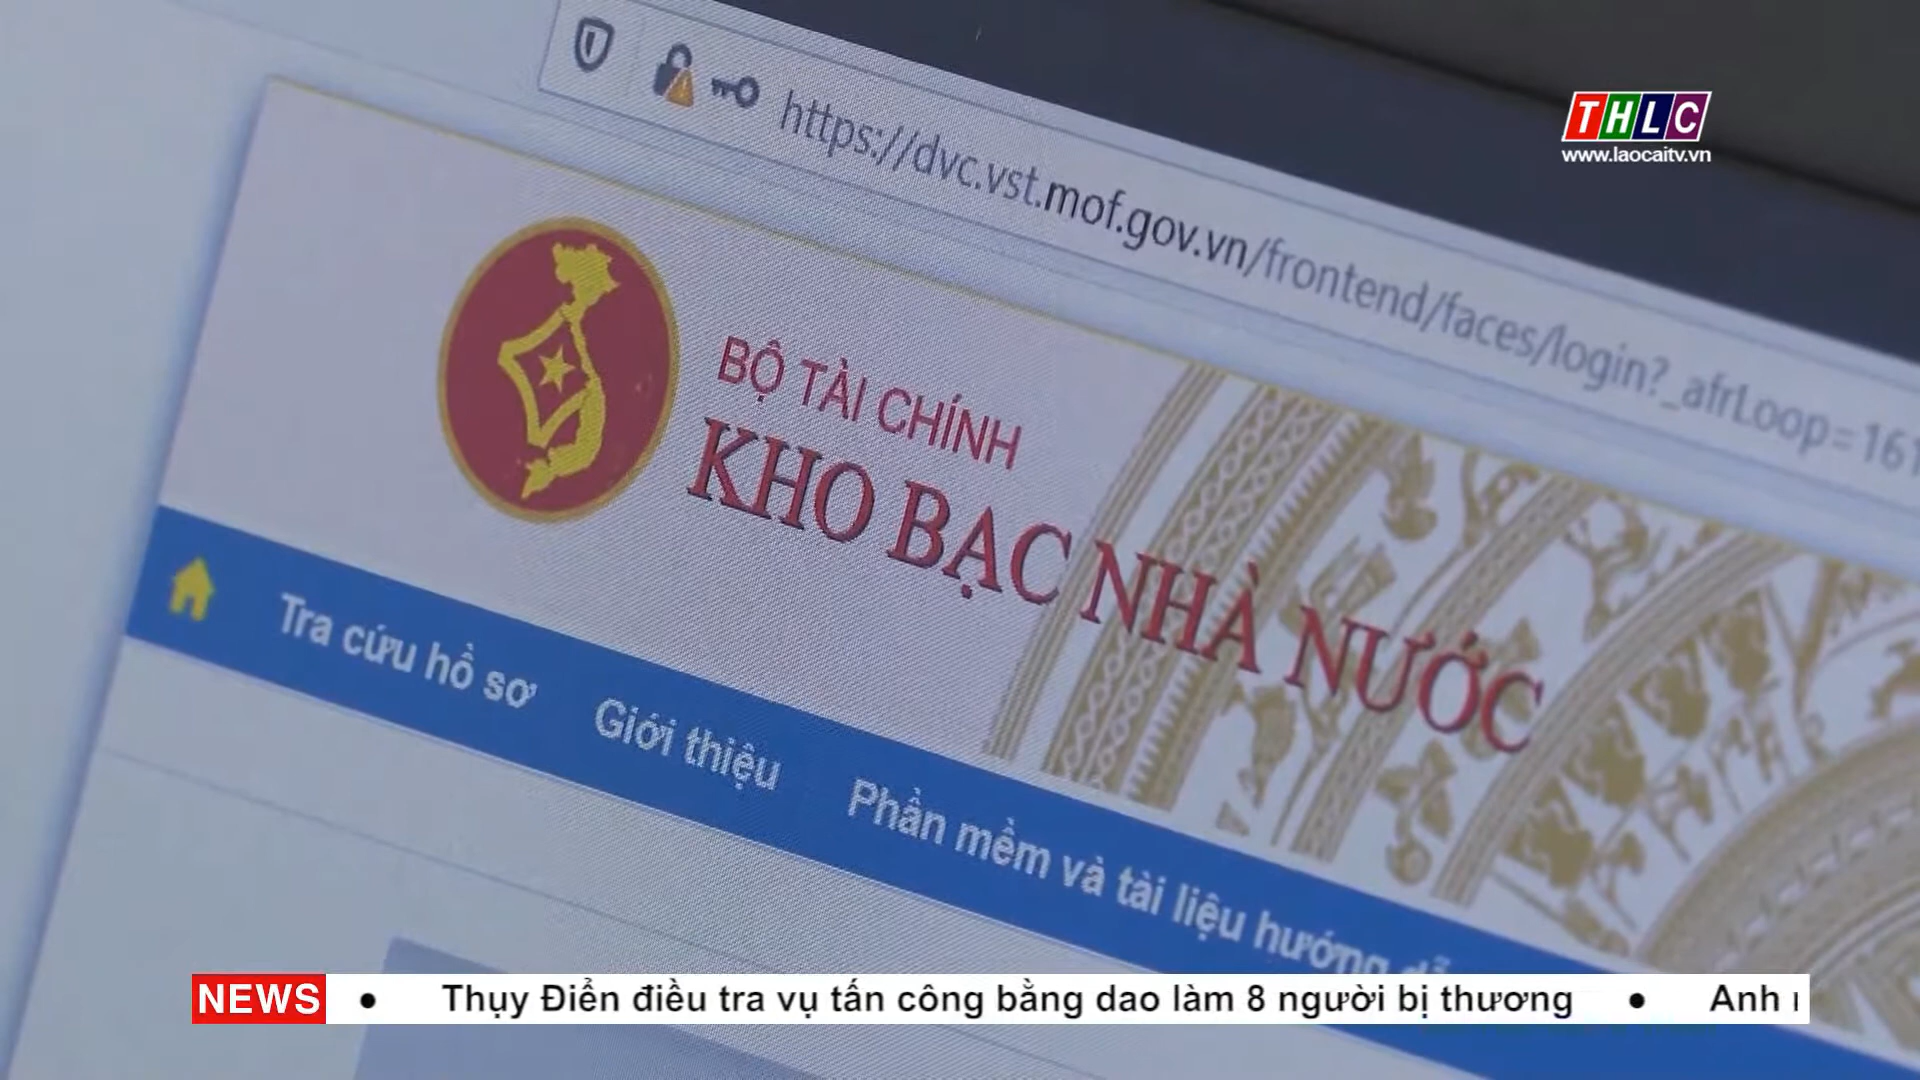 THLC
www.laocaitv.vn
https://dvc.vst.mof.gov.vn/frontend/faces/login?_afrLoop=161
BỘ TÀI CHÍNH
KHO BẠC NHÀ NƯỚC
Tra cứu hồ sơ
Giới thiệu
Phần mềm và tài liệu hướng
NEWS • Thụy Điển điều tra vụ tấn công bằng dao làm 8 người bị thương • Anh